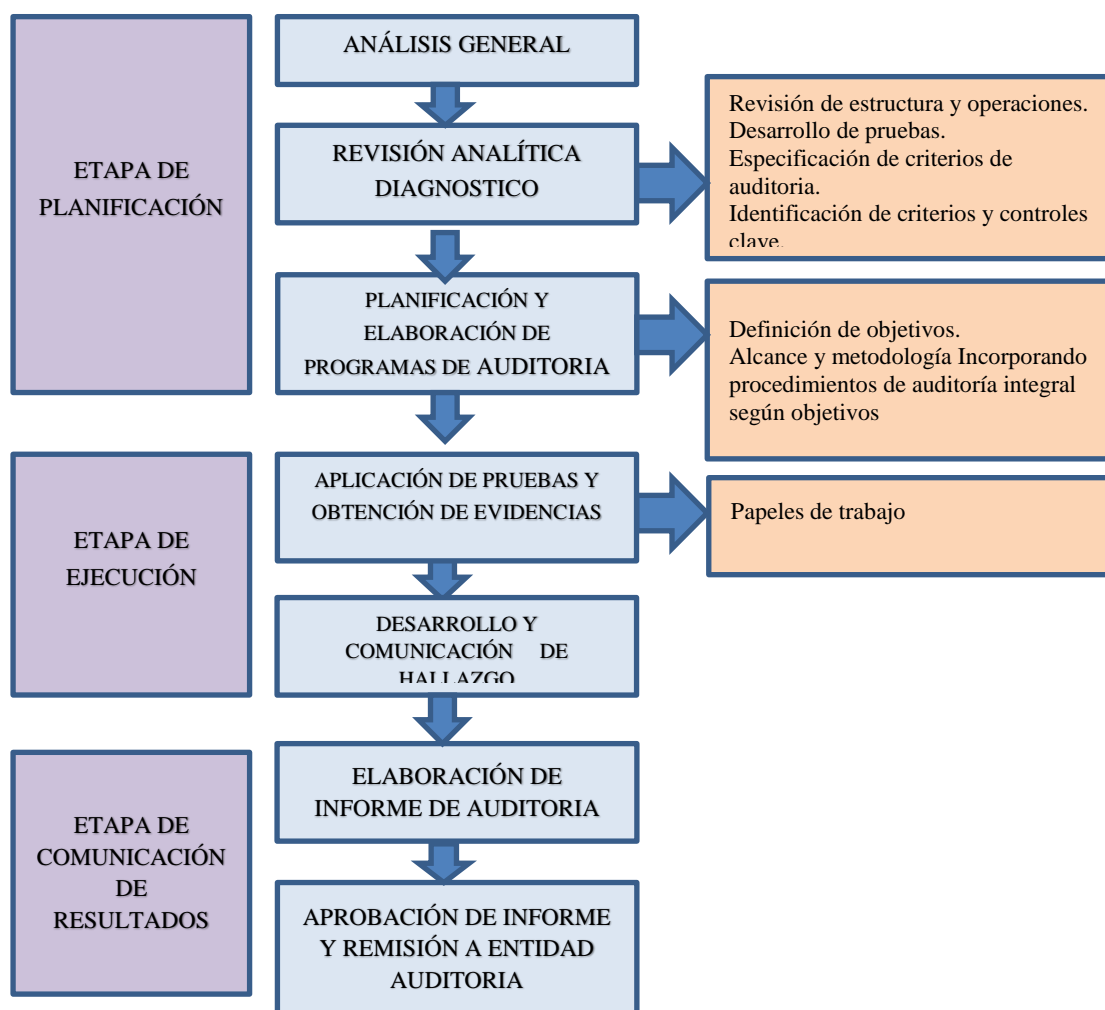 ETAPA DE
PLANIFICACIÓN
ANÁLISIS GENERAL
REVISIÓN ANALÍTICA
DIAGNOSTICO
Revisión de estructura y operaciones.
Desarrollo de pruebas.
Especificación de criterios de
auditoria.
Identificación de criterios y controles
clave.
PLANIFICACIÓN Y
ELABORACIÓN DE
PROGRAMAS DE AUDITORIA
Definición de objetivos.
Alcance y metodología Incorporando
procedimientos de auditoría integral
según objetivos
ETAPA DE
EJECUCIÓN
APLICACIÓN DE PRUEBAS Y
OBTENCIÓN DE EVIDENCIAS
Papeles de trabajo
DESARROLLO Y
COMUNICACIÓN DE
HALLAZGO
ETAPA DE
COMUNICACIÓN
DE
RESULTADOS
ELABORACIÓN DE
INFORME DE AUDITORIA
APROBACIÓN DE INFORME
Y REMISIÓN A ENTIDAD
AUDITORIA